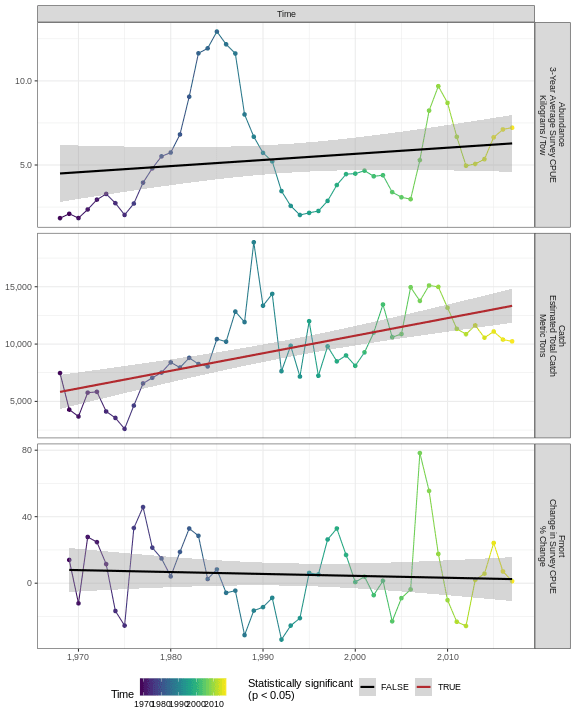 Time
10.0
5.0
Abundance
3-Year Average Survey CPUE
Kilograms/Tow
15,000
10,000
5,000
Catch
Estimated Total Catch
Metric Tons
80
40
0
Fmort
Change in Survey CPUE
% Change
1,970 1,980 1,990 2,000 2,010
Time
1970 1980 1990 2000 2010
Statistically significant
(p < 0.05)
FALSE
TRUE